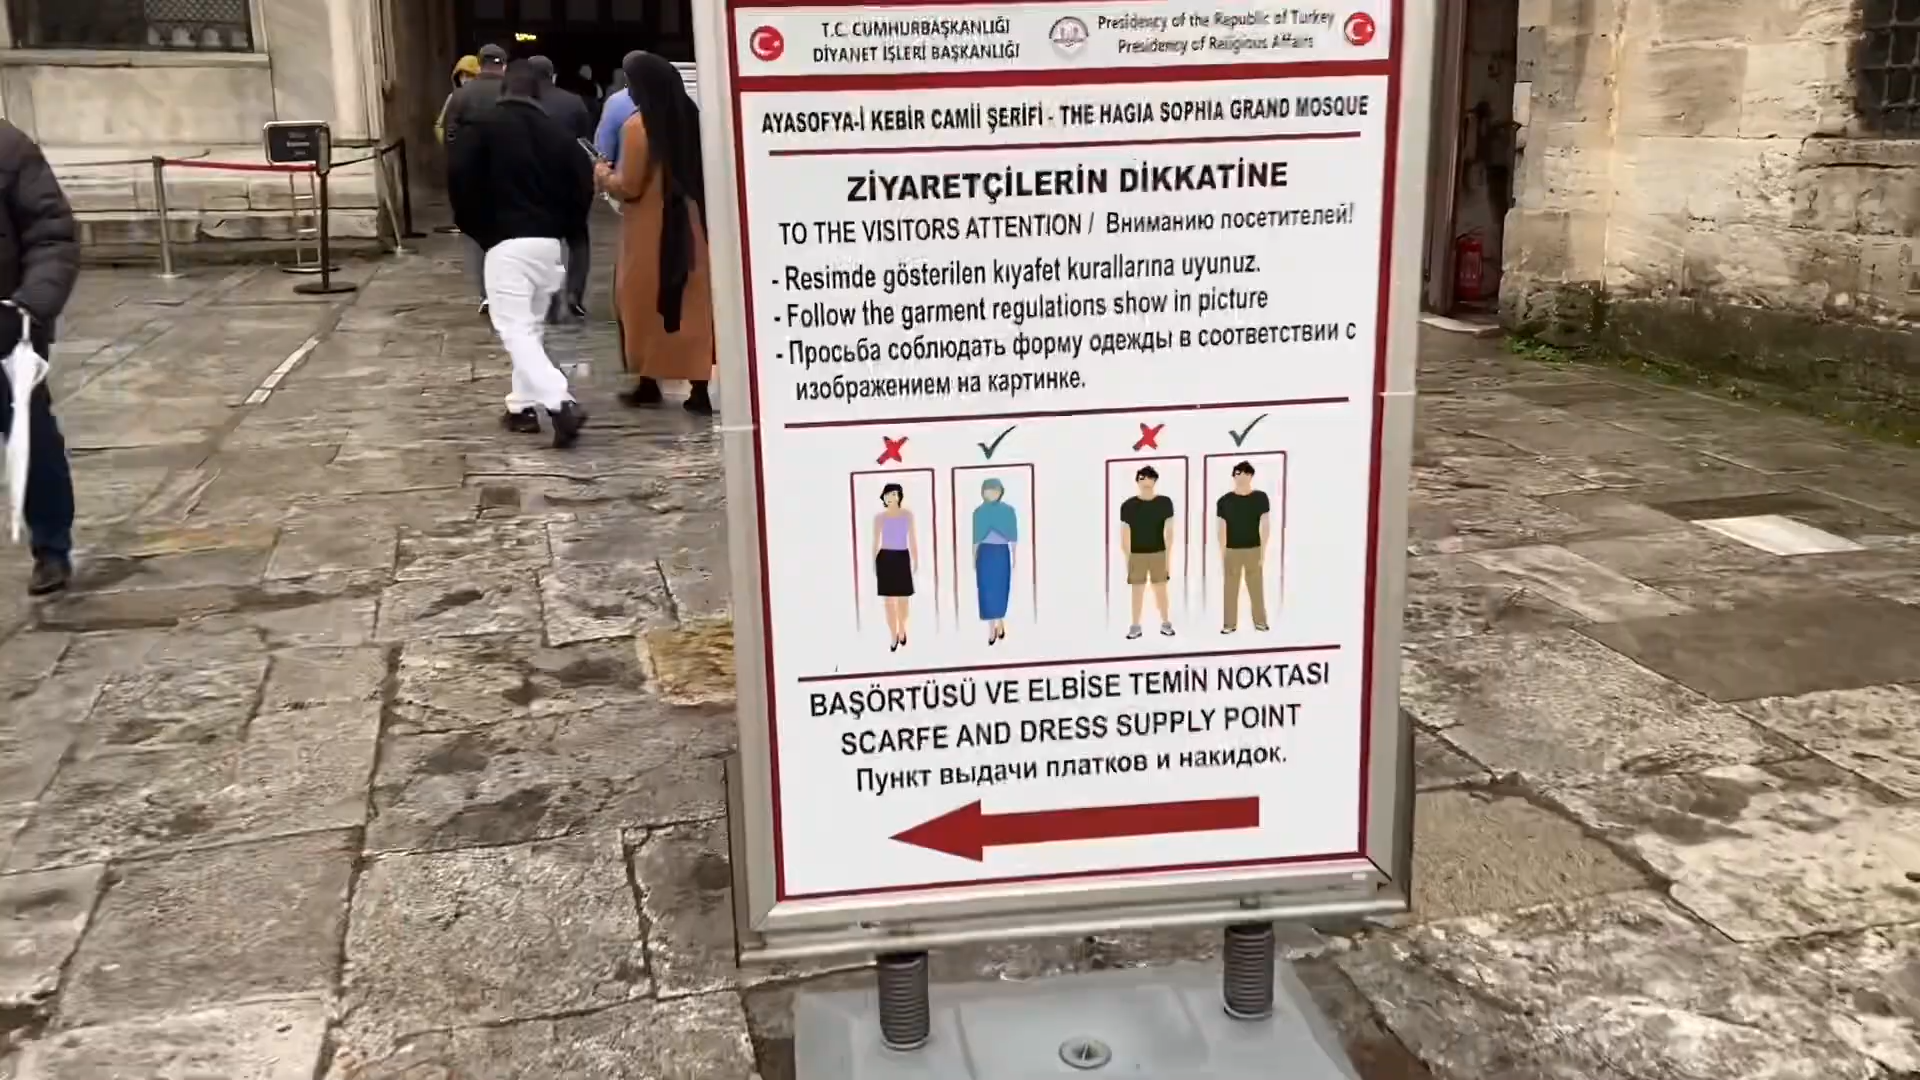 T.C. CUMHURBAŞKANLIĞI
DİYANET İŞLERİ BAŞKANLIĞI
Presidency of the Republic of Turkey
Presidency of Religious Affairs
AYASOFYA-İ KEBİR CAMİİ ŞERİFİ - THE HAGIA SOPHIA GRAND MOSQUE
ZİYARETÇİLERİN DİKKATİNE
TO THE VISITORS ATTENTION / Вниманию посетителей!
- Resimde gösterilen kıyafet kurallarına uyunuz.
- Follow the garment regulations show in picture
- Просьба соблюдать форму одежды в соответствии с
изображением на картинке.
BAŞÖRTÜSÜ VE ELBİSE TEMİN NOKTASI
SCARFE AND DRESS SUPPLY POINT
Пункт выдачи платков и накидок.